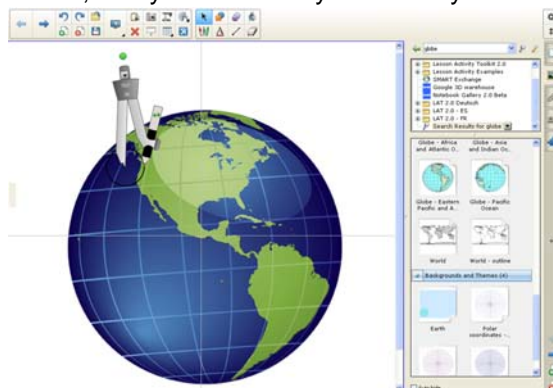 globe
Lesson Activity Toolkit 2.0
Lesson Activity Examples
SMART Exchange
Google 3D warehouse
Notebook Gallery 2.0 Beta
LAT 2.0 Deutsch
LAT 2.0 - ES
LAT 2.0 - FR
Search Results for globe
Globe - Africa and Atlantic O...
Globe - Asia and Indian Oc...
Globe - Eastern Pacific and A...
Globe - Pacific Ocean
World
World - outline
Backgrounds and Themes (4)
Earth
Polar coordinates -...